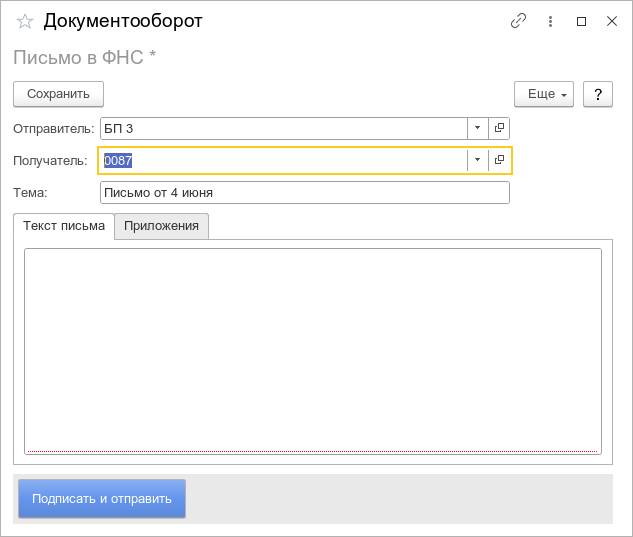 Документооборот
Письмо в ФНС *
Сохранить
Еще
?
Отправитель: БП 3
Получатель: 0087
Тема: Письмо от 4 июня
Текст письма Приложения
Подписать и отправить